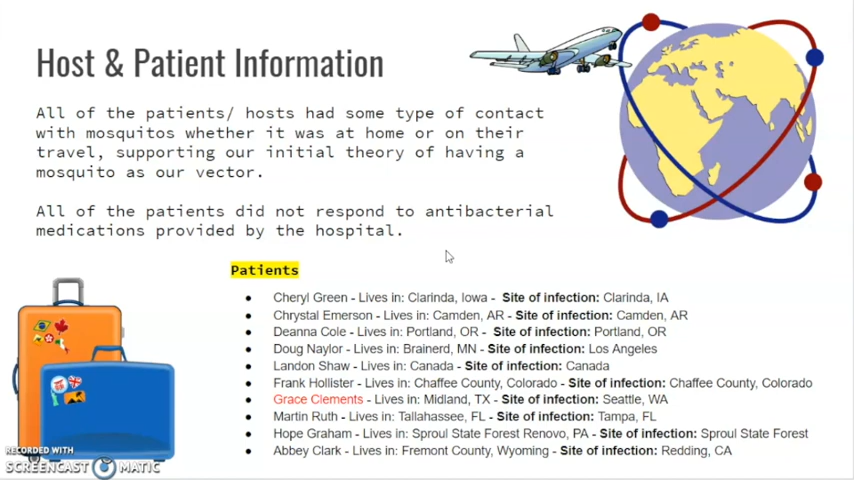 Host & Patient Information
All of the patients/ hosts had some type of contact
with mosquitos whether it was at home or on their
travel, supporting our initial theory of having a
mosquito as our vector.
All of the patients did not respond to antibacterial
medications provided by the hospital.
Patients
● Cheryl Green - Lives in: Clarinda, Iowa - Site of infection: Clarinda, IA
● Chrystal Emerson - Lives in: Camden, AR - Site of infection: Camden, AR
● Deanna Cole - Lives in: Portland, OR - Site of infection: Portland, OR
● Doug Naylor - Lives in: Brainerd, MN - Site of infection: Los Angeles
● Landon Shaw - Lives in: Canada - Site of infection: Canada
● Frank Hollister - Lives in: Chaffee County, Colorado - Site of infection: Chaffee County, Colorado
● Grace Clements - Lives in: Midland, TX - Site of infection: Seattle, WA
● Martin Ruth - Lives in: Tallahassee, FL - Site of infection: Tampa, FL
● Hope Graham - Lives in: Sproul State Forest Renovo, PA - Site of infection: Sproul State Forest
● Abbey Clark - Lives in: Fremont County, Wyoming - Site of infection: Redding, CA
RECORDED WITH
SCREENCAST MATIC